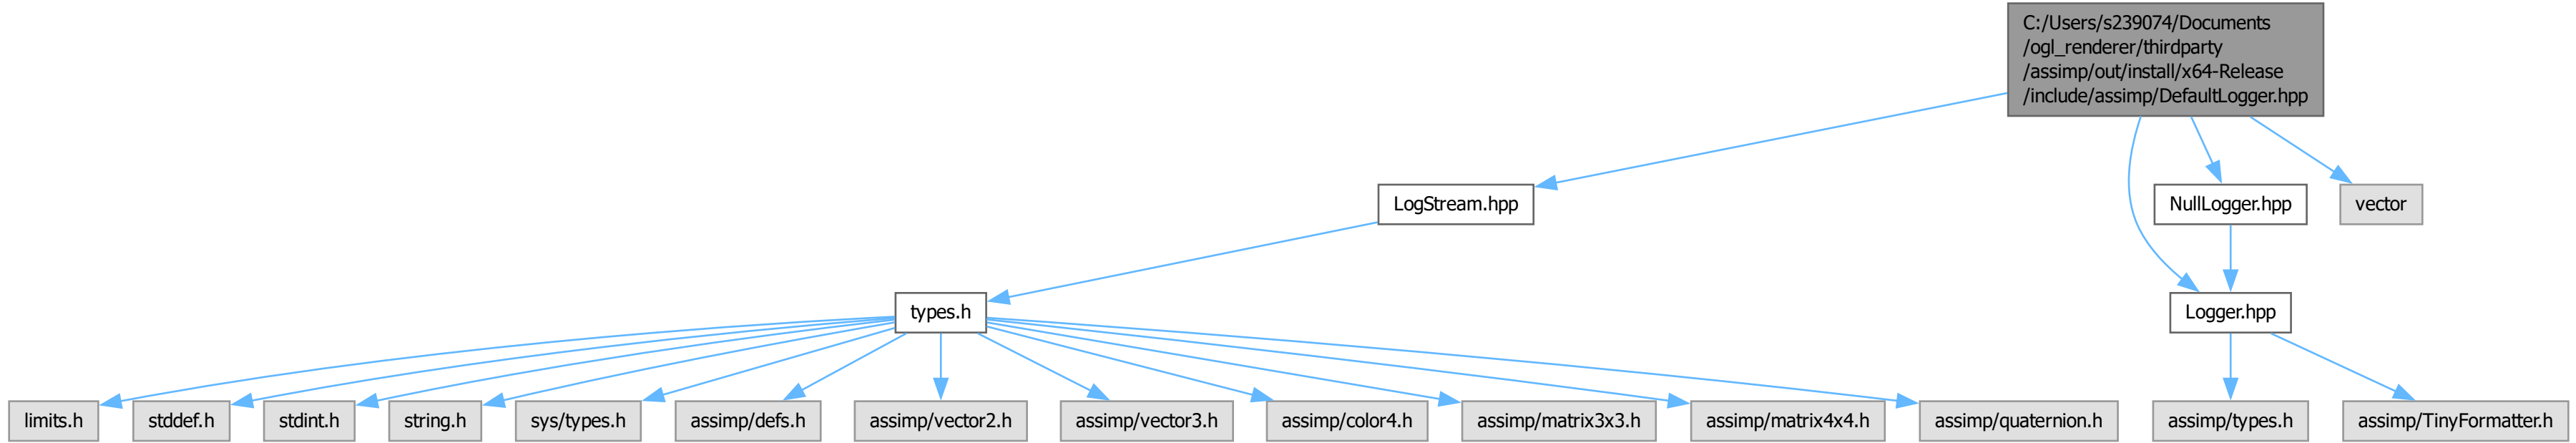 C:/Users/s239074/Documents
/ogl_renderer/thirdparty
/assimp/out/install/x64-Release
/include/assimp/DefaultLogger.hpp
LogStream.hpp
NullLogger.hpp
vector
types.h
Logger.hpp
limits.h
stddef.h
stdint.h
string.h
sys/types.h
assimp/defs.h
assimp/vector2.h
assimp/vector3.h
assimp/color4.h
assimp/matrix3x3.h
assimp/matrix4x4.h
assimp/quaternion.h
assimp/types.h
assimp/TinyFormatter.h